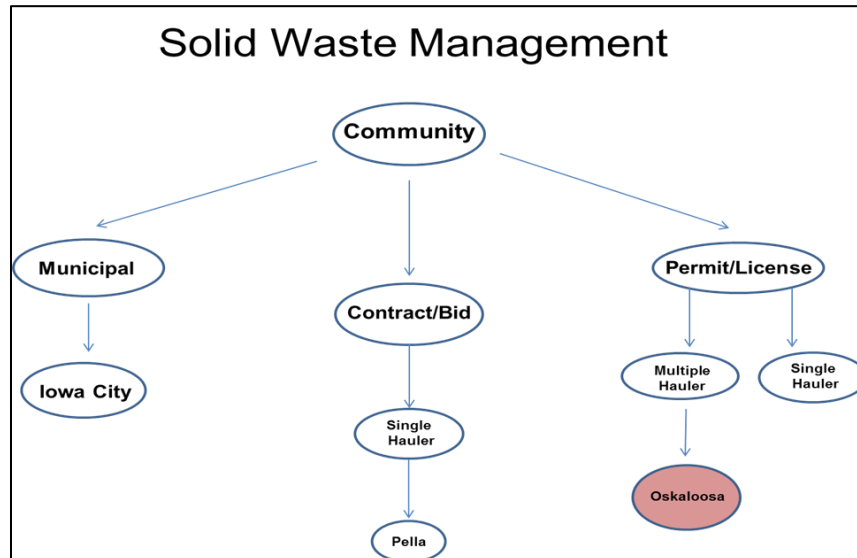 Solid Waste Management
Community
Municipal
Permit/License
Contract/Bid
Iowa City
Multiple
Hauler
Single
Hauler
Single
Hauler
Oskaloosa
Pella